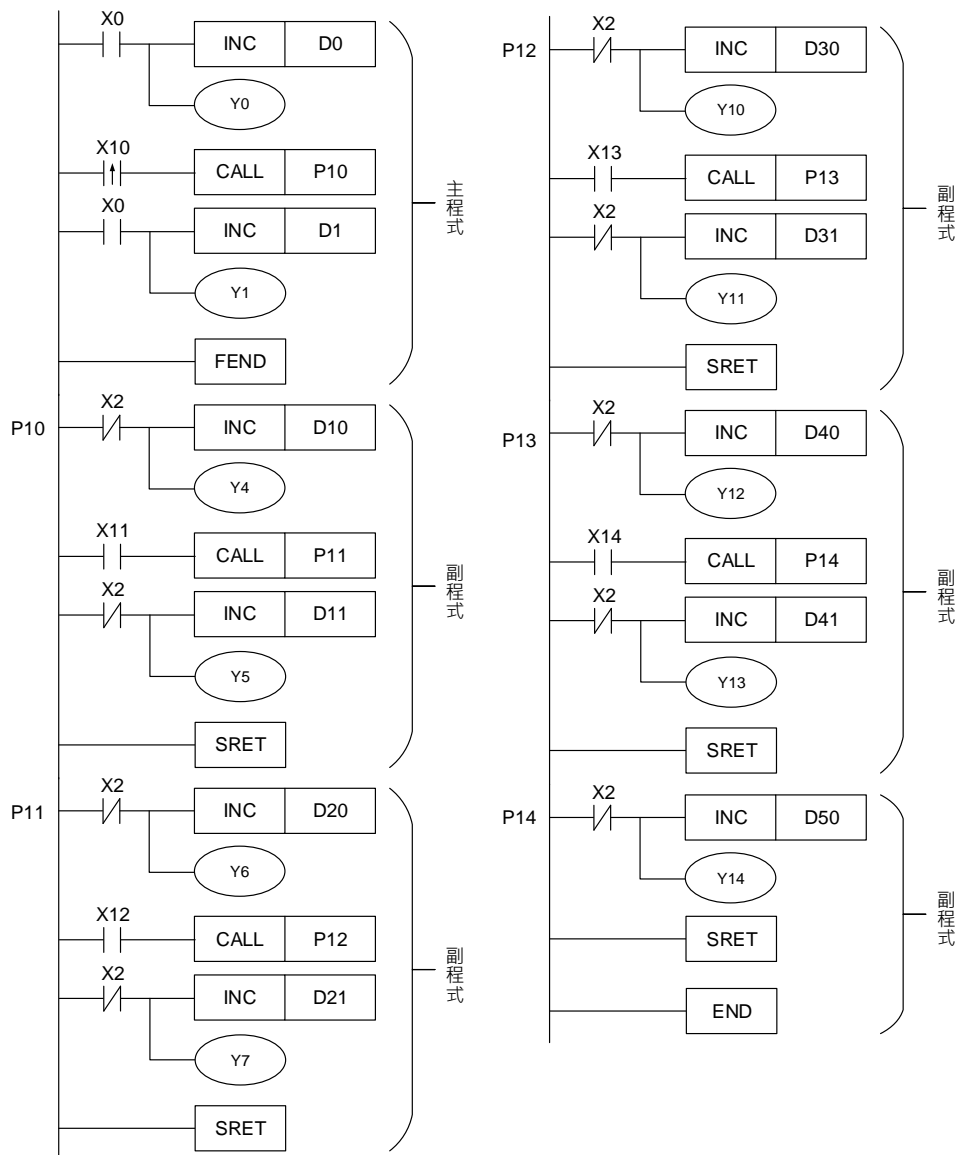 X0
INC D0
Y0
X10
CALL P10
X0
INC D1
Y1
FEND
主程式
P10
X2
INC D10
Y4
X11
CALL P11
X2
INC D11
Y5
SRET
副程式
P11
X2
INC D20
Y6
X12
CALL P12
X2
INC D21
Y7
SRET
副程式
P12
X2
INC D30
Y10
X13
CALL P13
X2
INC D31
Y11
SRET
副程式
P13
X2
INC D40
Y12
X14
CALL P14
X2
INC D41
Y13
SRET
副程式
P14
X2
INC D50
Y14
SRET
END
副程式